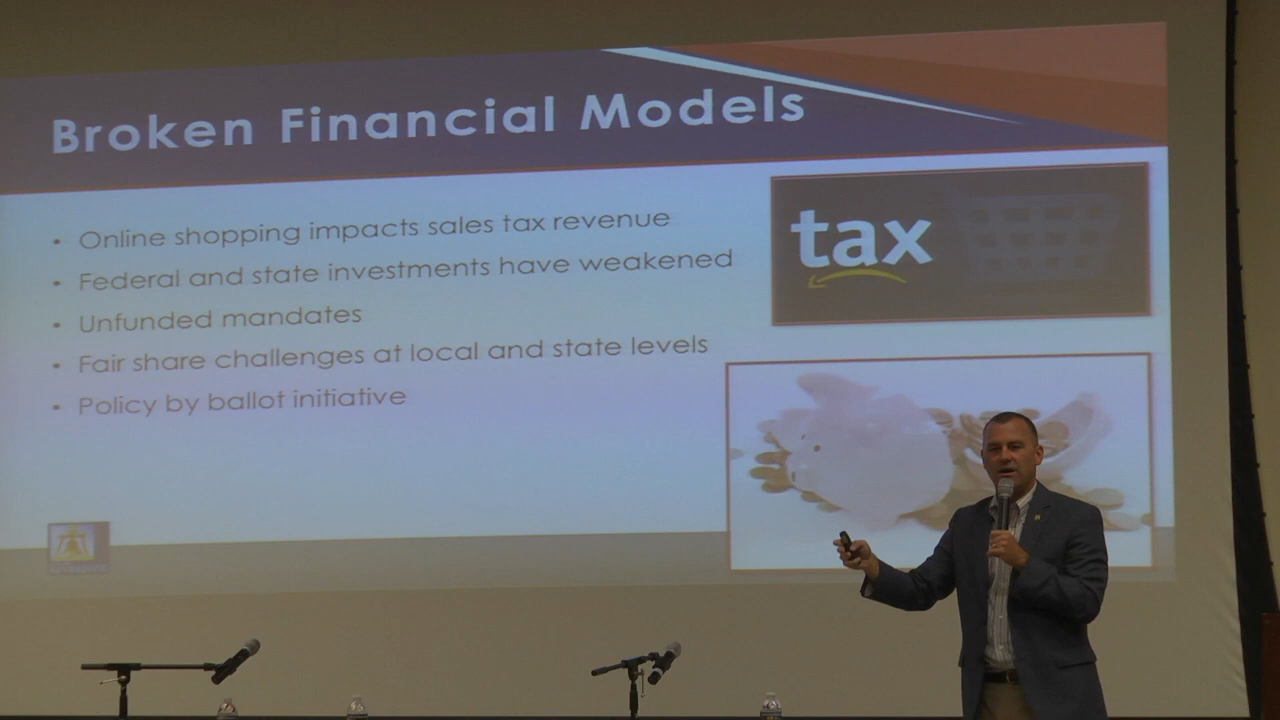 Broken Financial Models
• Online shopping impacts sales tax revenue
• Federal and state investments have weakened
• Unfunded mandates
• Fair share challenges at local and state levels
• Policy by ballot initiative
tax